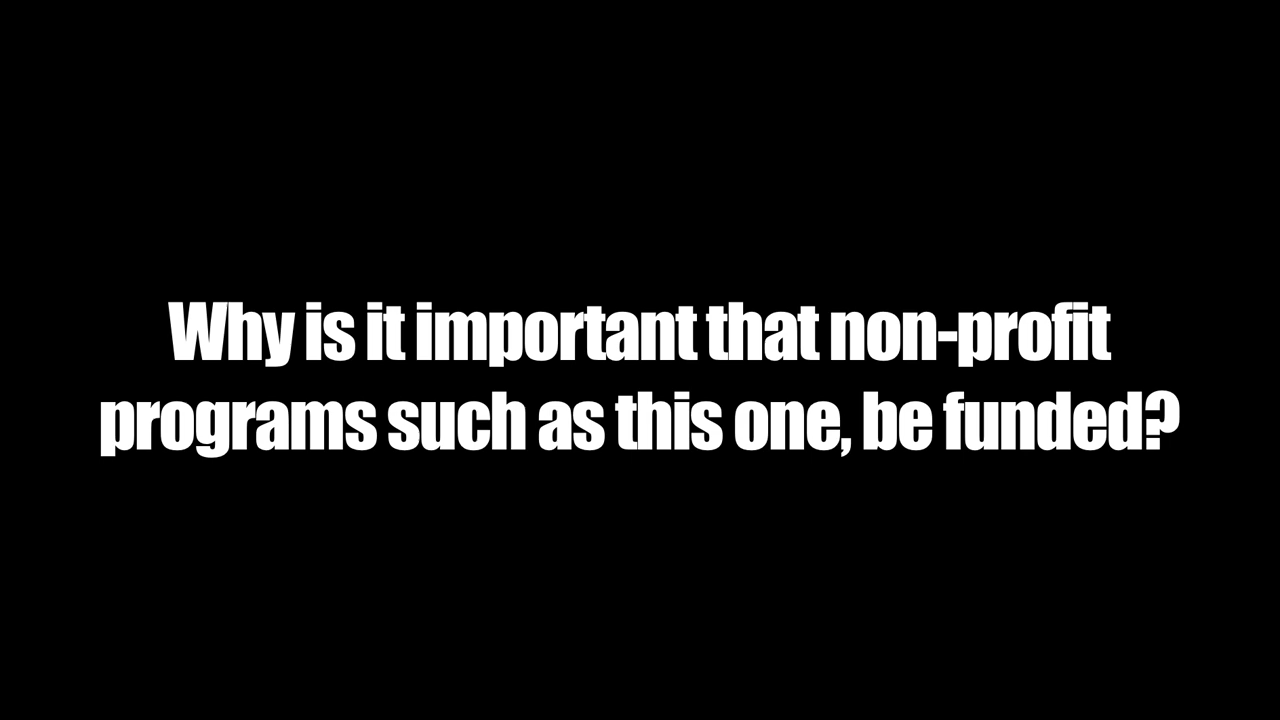 Why is it important that non-profit
programs such as this one, be funded?